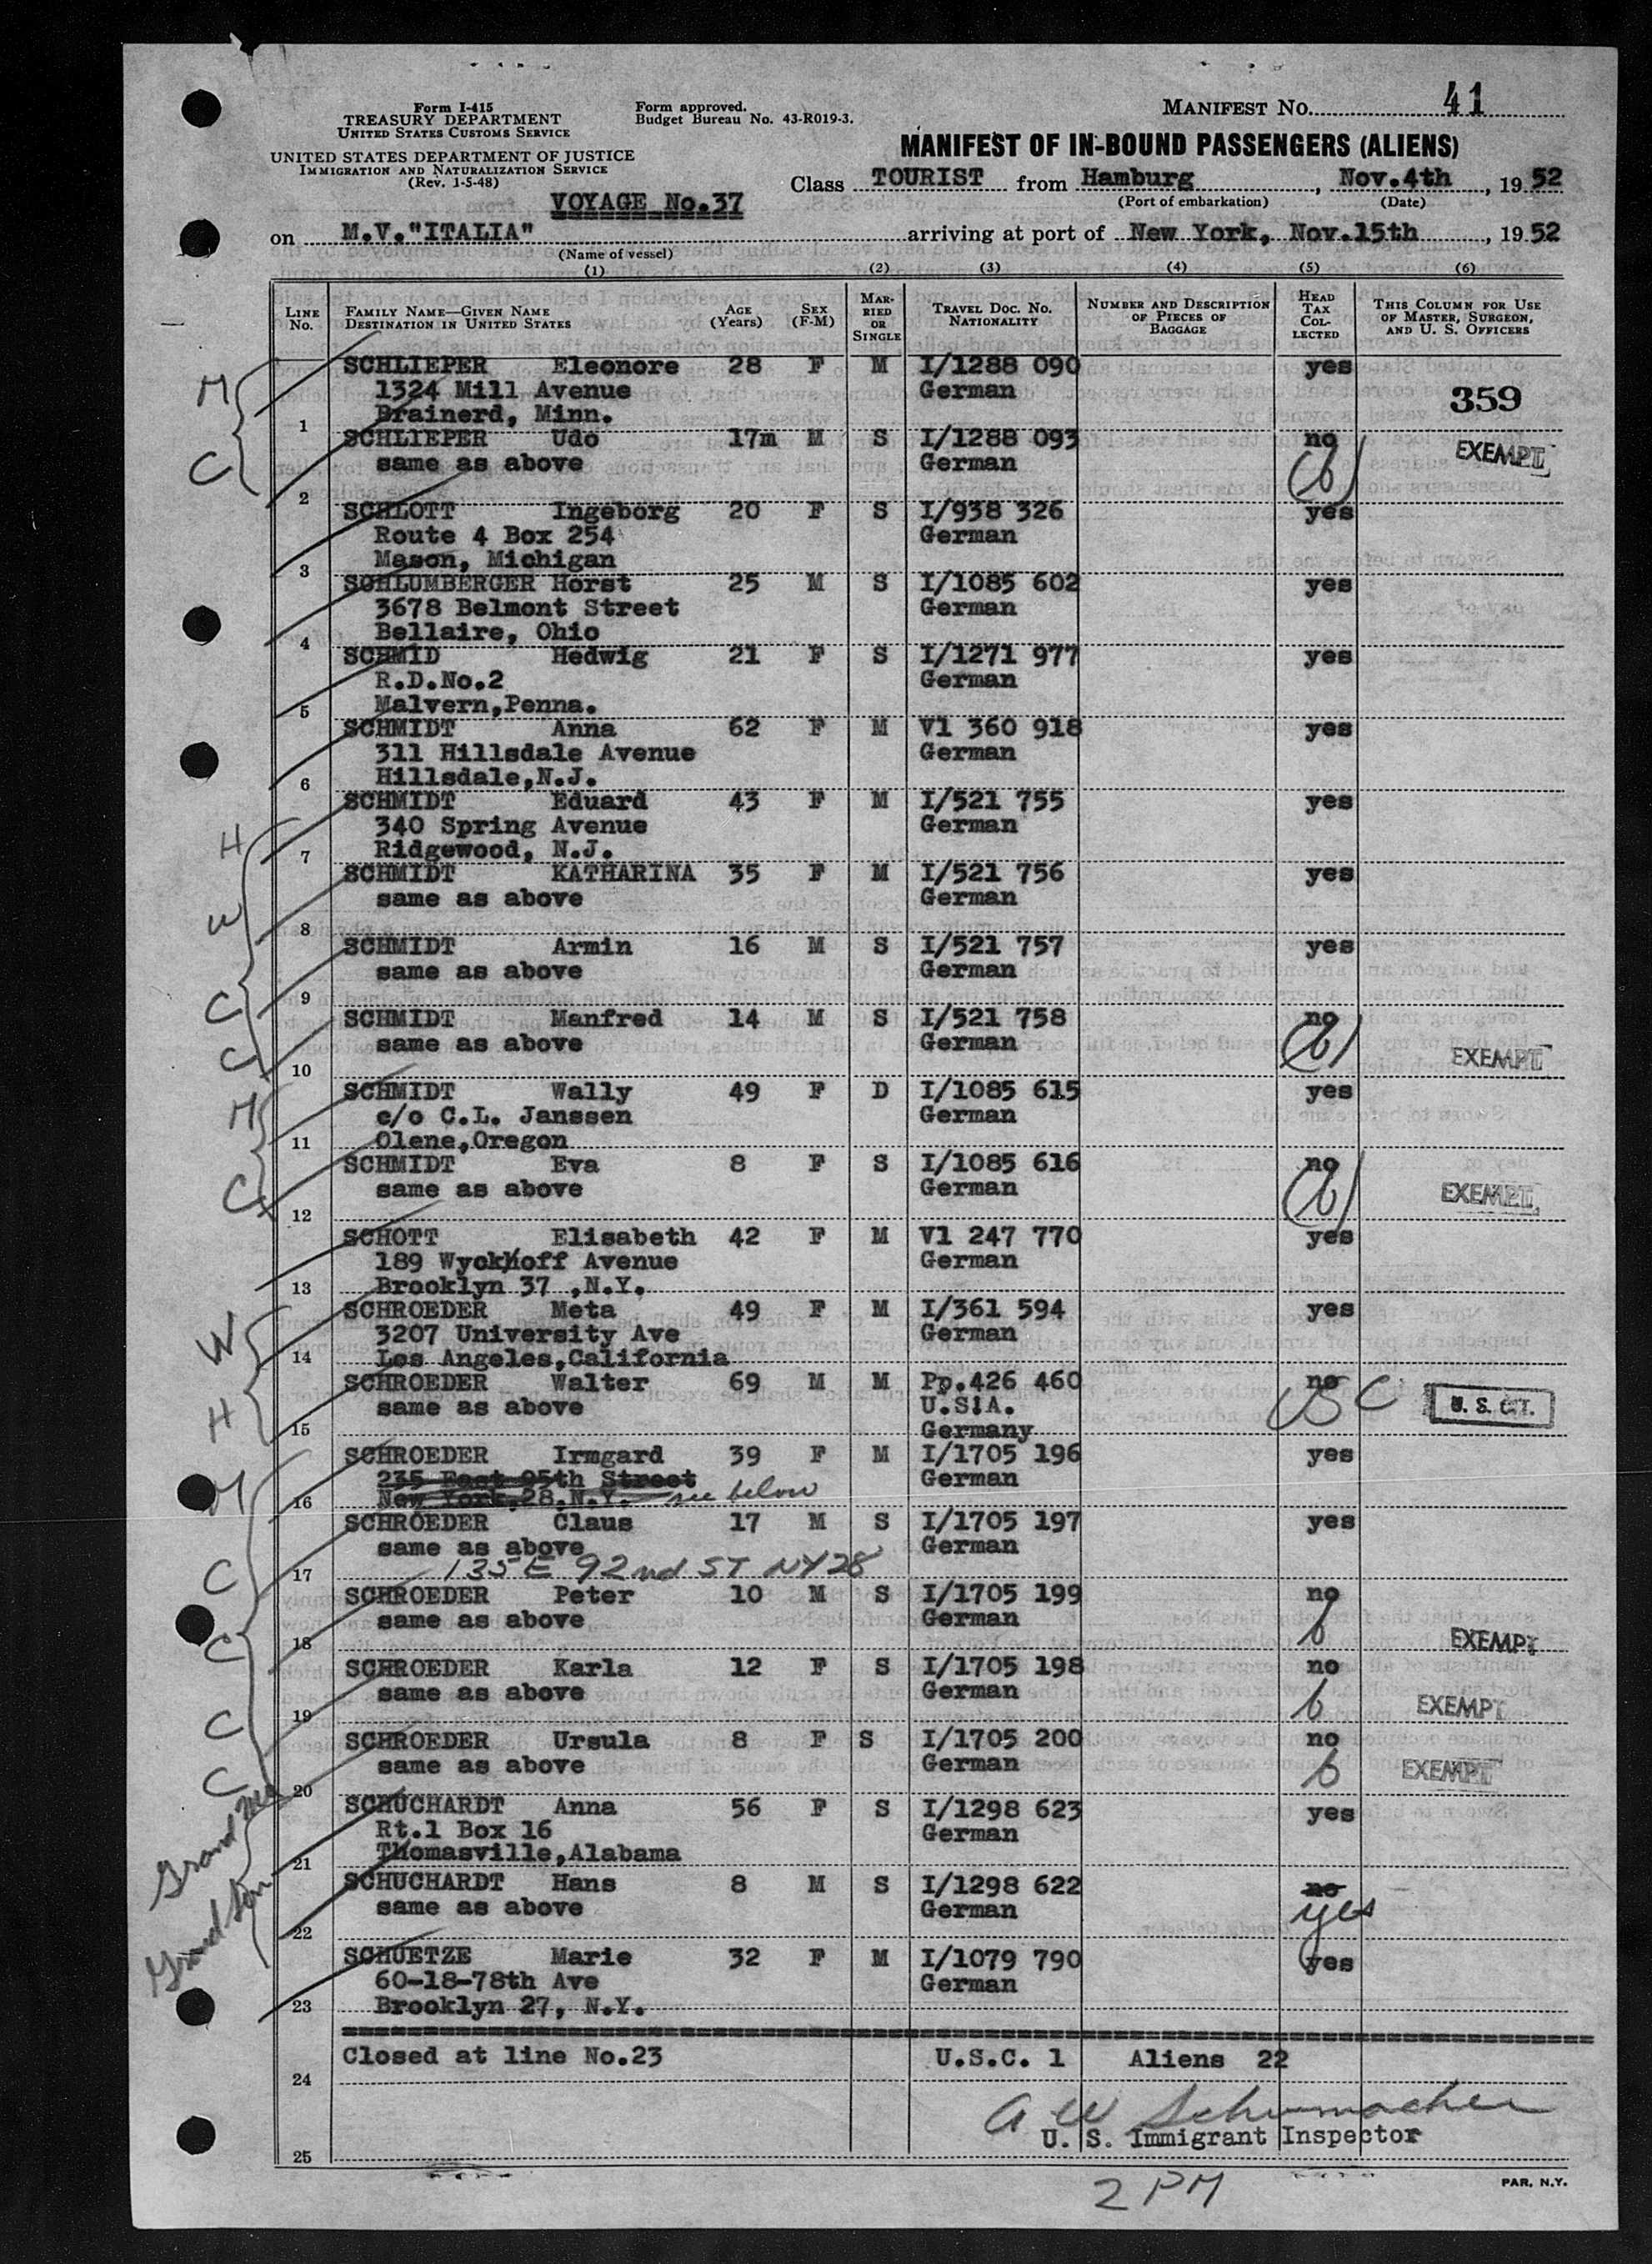 Form I-415
TREASURY DEPARTMENT
UNITED STATES CUSTOMS SERVICE
Form approved.
Budget Bureau No. 43-R019-3.
MANIFEST NO. 41
UNITED STATES DEPARTMENT OF JUSTICE
IMMIGRATION AND NATURALIZATION SERVICE
(Rev. 1-5-48)
MANIFEST OF IN-BOUND PASSENGERS (ALIENS)
VOYAGE No.37
Class TOURIST from Hamburg, Nov.4th, 19 52
(Port of embarkation) (Date)
on M.V."ITALIA" arriving at port of New York, Nov.15th, 19 52
(Name of vessel)
(1) (2) (3) (4) (5) (6)
LINE No. FAMILY NAME—GIVEN NAME DESTINATION IN UNITED STATES AGE (Years) SEX (F-M) MAR-RIED OR SINGLE TRAVEL DOC. NO. NATIONALITY NUMBER AND DESCRIPTION OF PIECES OF BAGGAGE HEAD TAX COL-LECTED THIS COLUMN FOR USE OF MASTER, SURGEON, AND U. S. OFFICERS
M SCHLIEPER Eleonore 28 F M I/1288 090 yes
1324 Mill Avenue German 359
1 Brainerd, Minn.
SCHLIEPER Udo 17m M S I/1288 093 no EXEMPT
C same as above German (b)
2
SCHLOTT Ingeborg 20 F S I/938 326 yes
Route 4 Box 254 German
3 Mason, Michigan
SCHLUMBERGER Horst 25 M S I/1085 602 yes
3678 Belmont Street German
4 Bellaire, Ohio
SCHMID Hedwig 21 F S I/1271 977 yes
R.D.No.2 German
5 Malvern,Penna.
SCHMIDT Anna 62 F M Vl 360 918 yes
311 Hillsdale Avenue German
6 Hillsdale,N.J.
SCHMIDT Eduard 43 F M I/521 755 yes
H 340 Spring Avenue German
7 Ridgewood, N.J.
SCHMIDT KATHARINA 35 F M I/521 756 yes
W same as above German
8
SCHMIDT Armin 16 M S I/521 757 yes
same as above German
C 9
SCHMIDT Manfred 14 M S I/521 758 no
same as above German (b) EXEMPT
C 10
SCHMIDT Wally 49 F D I/1085 615 yes
M c/o C.L. Janssen German
11 Olene,Oregon
SCHMIDT Eva 8 F S I/1085 616 no
C same as above German (b) EXEMPT
12
SCHOTT Elisabeth 42 F M Vl 247 770 yes
189 Wyckhoff Avenue German
13 Brooklyn 37 ,N.Y.
SCHROEDER Meta 49 F M I/361 594 yes
W 3207 University Ave German
14 Los Angeles,California
SCHROEDER Walter 69 M M Pp.426 460 no
H same as above U.S.A. USC U. S. CIT.
15 Germany
SCHROEDER Irmgard 39 F M I/1705 196 yes
M 235 East 95th Street German
16 New York,28,N.Y. see below
SCHROEDER Claus 17 M S I/1705 197 yes
same as above German
C 17 135 E 92nd ST NY28
SCHROEDER Peter 10 M S I/1705 199 no
same as above German b EXEMPT
C 18
SCHROEDER Karla 12 F S I/1705 198 no
same as above German b EXEMPT
C 19
SCHROEDER Ursula 8 F S I/1705 200 no
same as above German b EXEMPT
C 20
SCHUCHARDT Anna 56 F S I/1298 623 yes
Grand Ma Rt.1 Box 16 German
21 Thomasville,Alabama
SCHUCHARDT Hans 8 M S I/1298 622 no
Grand Son same as above German yes
22
SCHUETZE Marie 32 F M I/1079 790 yes
60-18-78th Ave German
23 Brooklyn 27, N.Y.
Closed at line No.23 U.S.C. 1 Aliens 22
24
A W Schumacher
U. S. Immigrant Inspector
25
2 PM
PAR, N.Y.